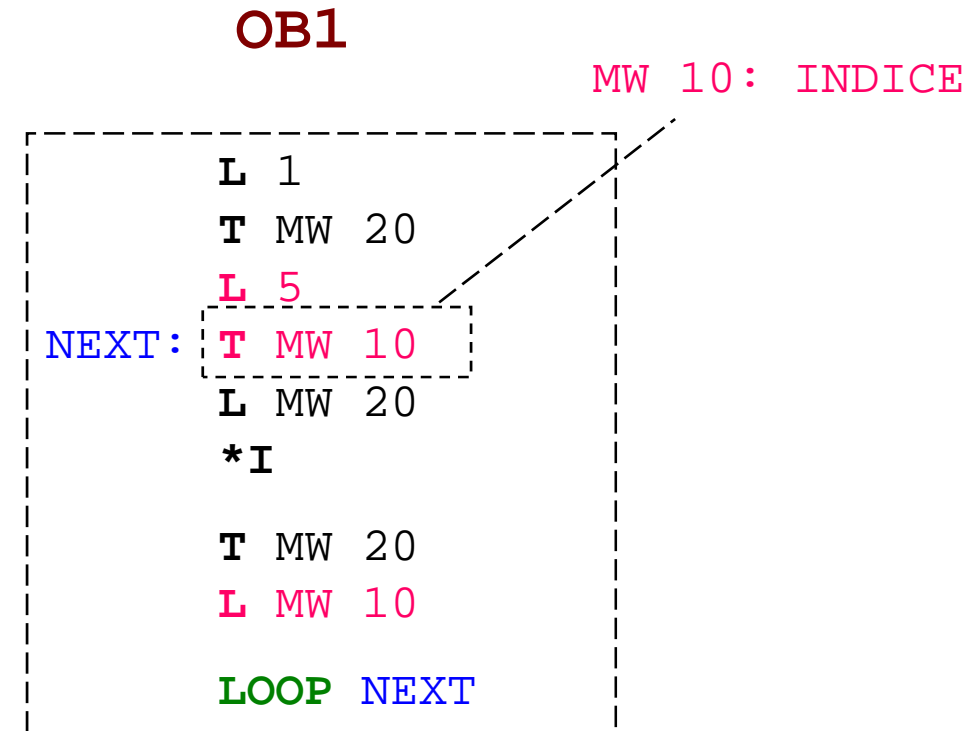 OB1
MW 10: INDICE
L 1
T MW 20
L 5
NEXT: T MW 10
L MW 20
*I
T MW 20
L MW 10
LOOP NEXT